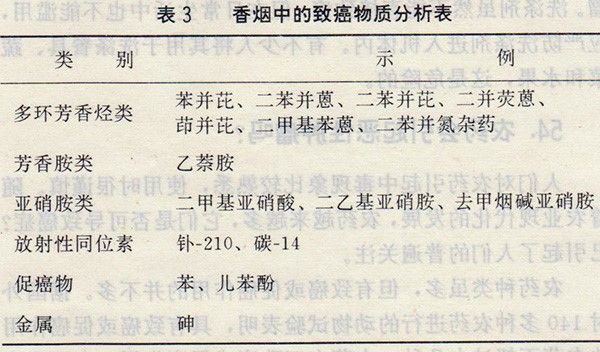 表3 香烟中的致癌物质分析表
类 别 示 例
多环芳香烃类 苯并芘、二苯并蒽、二苯并芘、二并荧蒽、
茚并芘、二甲基苯蒽、二苯并氮杂药
芳香胺类 乙萘胺
亚硝胺类 二甲基亚硝酸、二乙基亚硝胺、去甲烟碱亚硝胺
放射性同位素 钋-210、碳-14
促癌物 苯、儿苯酚
金属 砷